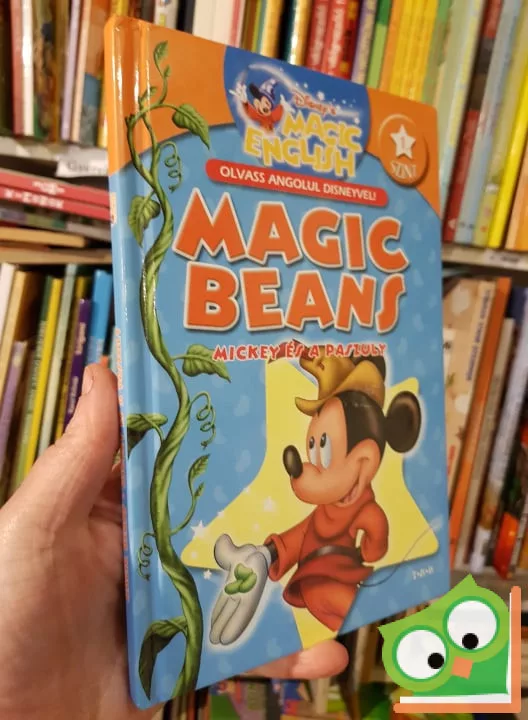 Disney's
MAGIC
ENGLISH
1
SZINT
OLVASS ANGOLUL DISNEYVEL!
MAGIC
BEANS
MICKEY ÉS A PASZULY